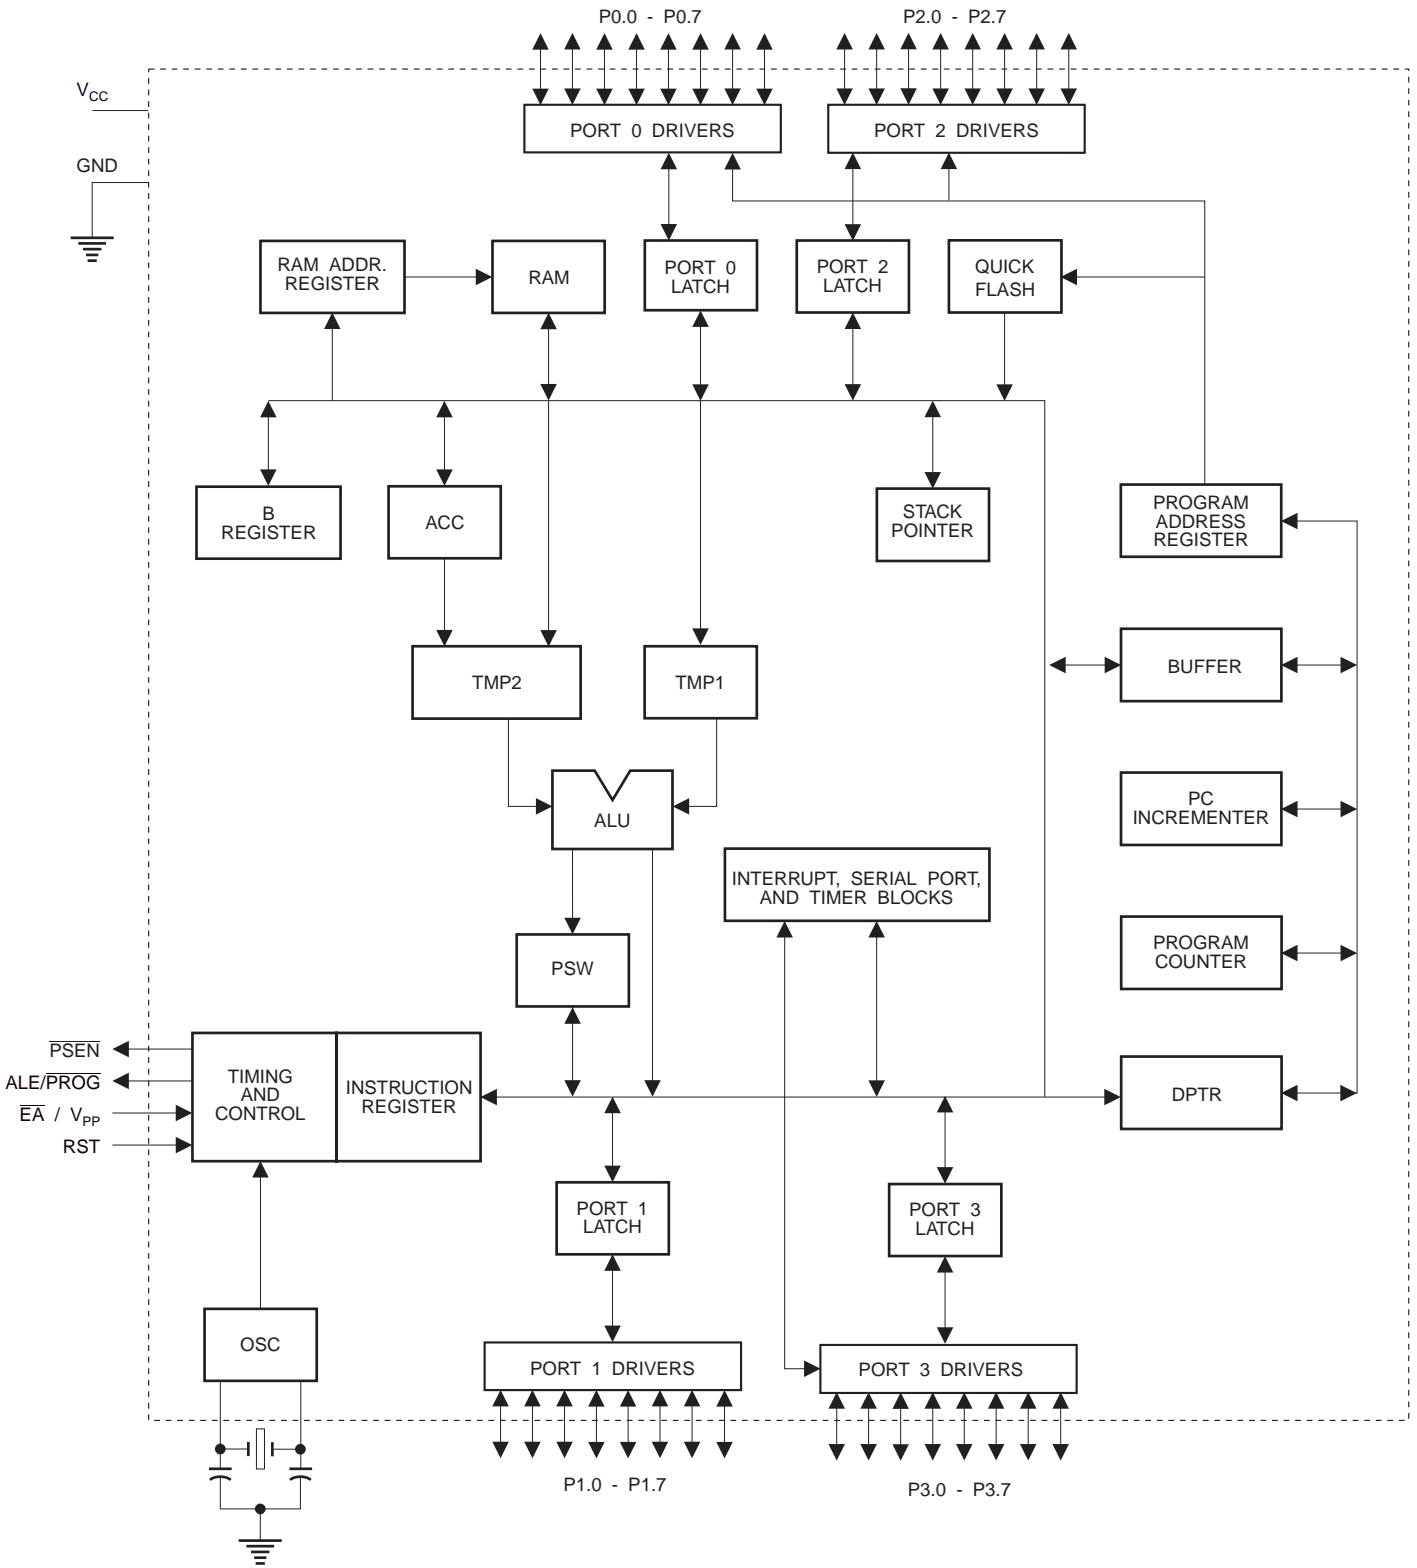 P0.0 - P0.7
P2.0 - P2.7
VCC
PORT 0 DRIVERS
PORT 2 DRIVERS
GND
RAM ADDR.
REGISTER
RAM
PORT 0
LATCH
PORT 2
LATCH
QUICK
FLASH
B
REGISTER
ACC
STACK
POINTER
PROGRAM
ADDRESS
REGISTER
TMP2
TMP1
BUFFER
ALU
PC
INCREMENTER
INTERRUPT, SERIAL PORT,
AND TIMER BLOCKS
PSW
PROGRAM
COUNTER
PSEN
ALE/PROG
EA / VPP
RST
TIMING
AND
CONTROL
INSTRUCTION
REGISTER
DPTR
PORT 1
LATCH
PORT 3
LATCH
OSC
PORT 1 DRIVERS
PORT 3 DRIVERS
P1.0 - P1.7
P3.0 - P3.7